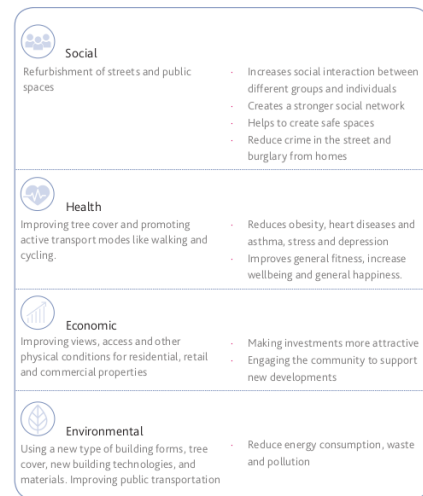 Social
Refurbishment of streets and public
spaces
· Increases social interaction between
different groups and individuals
· Creates a stronger social network
· Helps to create safe spaces
· Reduce crime in the street and
burglary from homes
Health
Improving tree cover and promoting
active transport modes like walking and
cycling.
· Reduces obesity, heart diseases and
asthma, stress and depression
· Improves general fitness, increase
wellbeing and general happiness.
Economic
Improving views, access and other
physical conditions for residential, retail
and commercial properties
· Making investments more attractive
· Engaging the community to support
new developments
Environmental
Using a new type of building forms, tree
cover, new building technologies, and
materials. Improving public transportation
· Reduce energy consumption, waste
and pollution